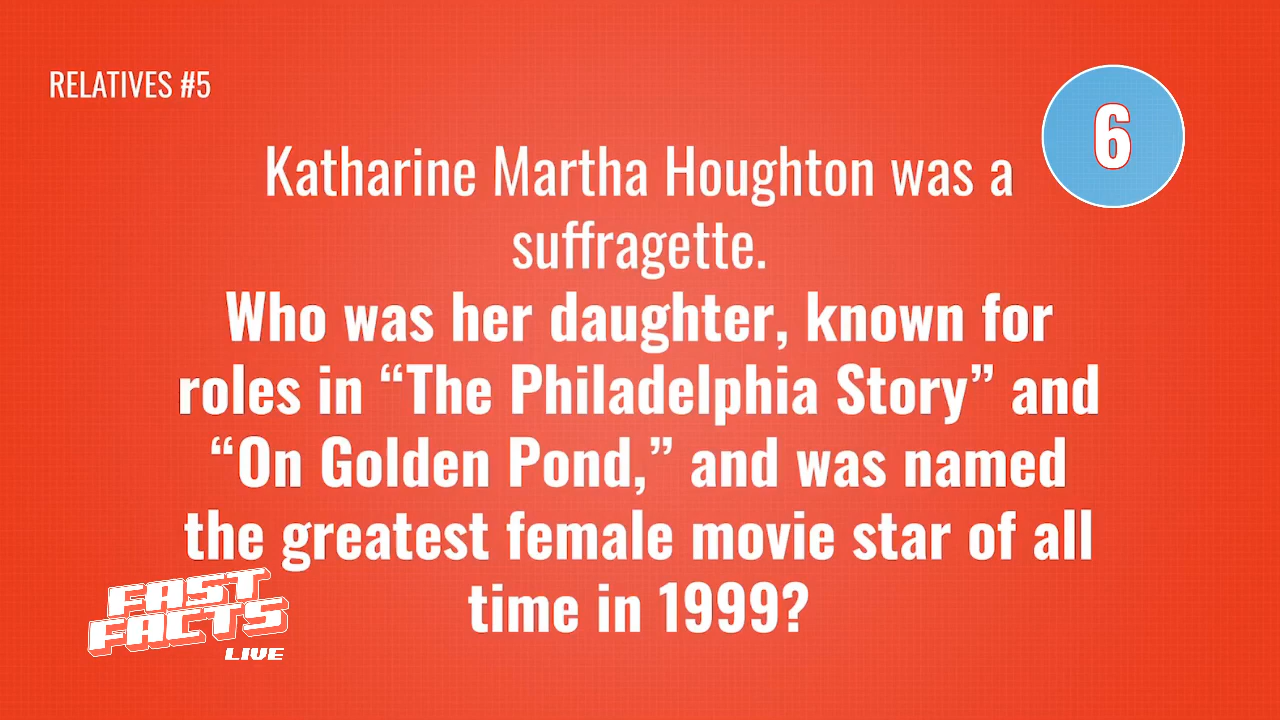 RELATIVES #5
6
Katharine Martha Houghton was a
suffragette.
Who was her daughter, known for
roles in “The Philadelphia Story” and
“On Golden Pond,” and was named
the greatest female movie star of all
time in 1999?
FAST
FACTS
LIVE